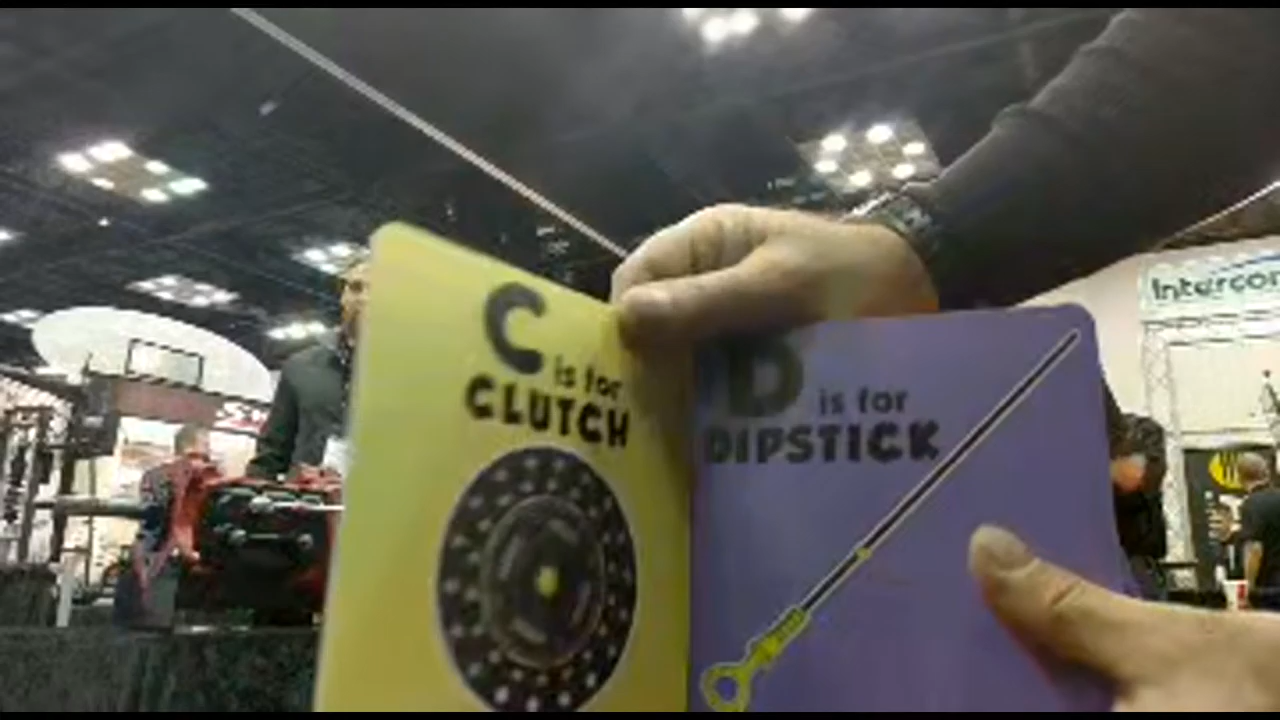 C is for
CLUTCH
D is for
DIPSTICK
Intercon